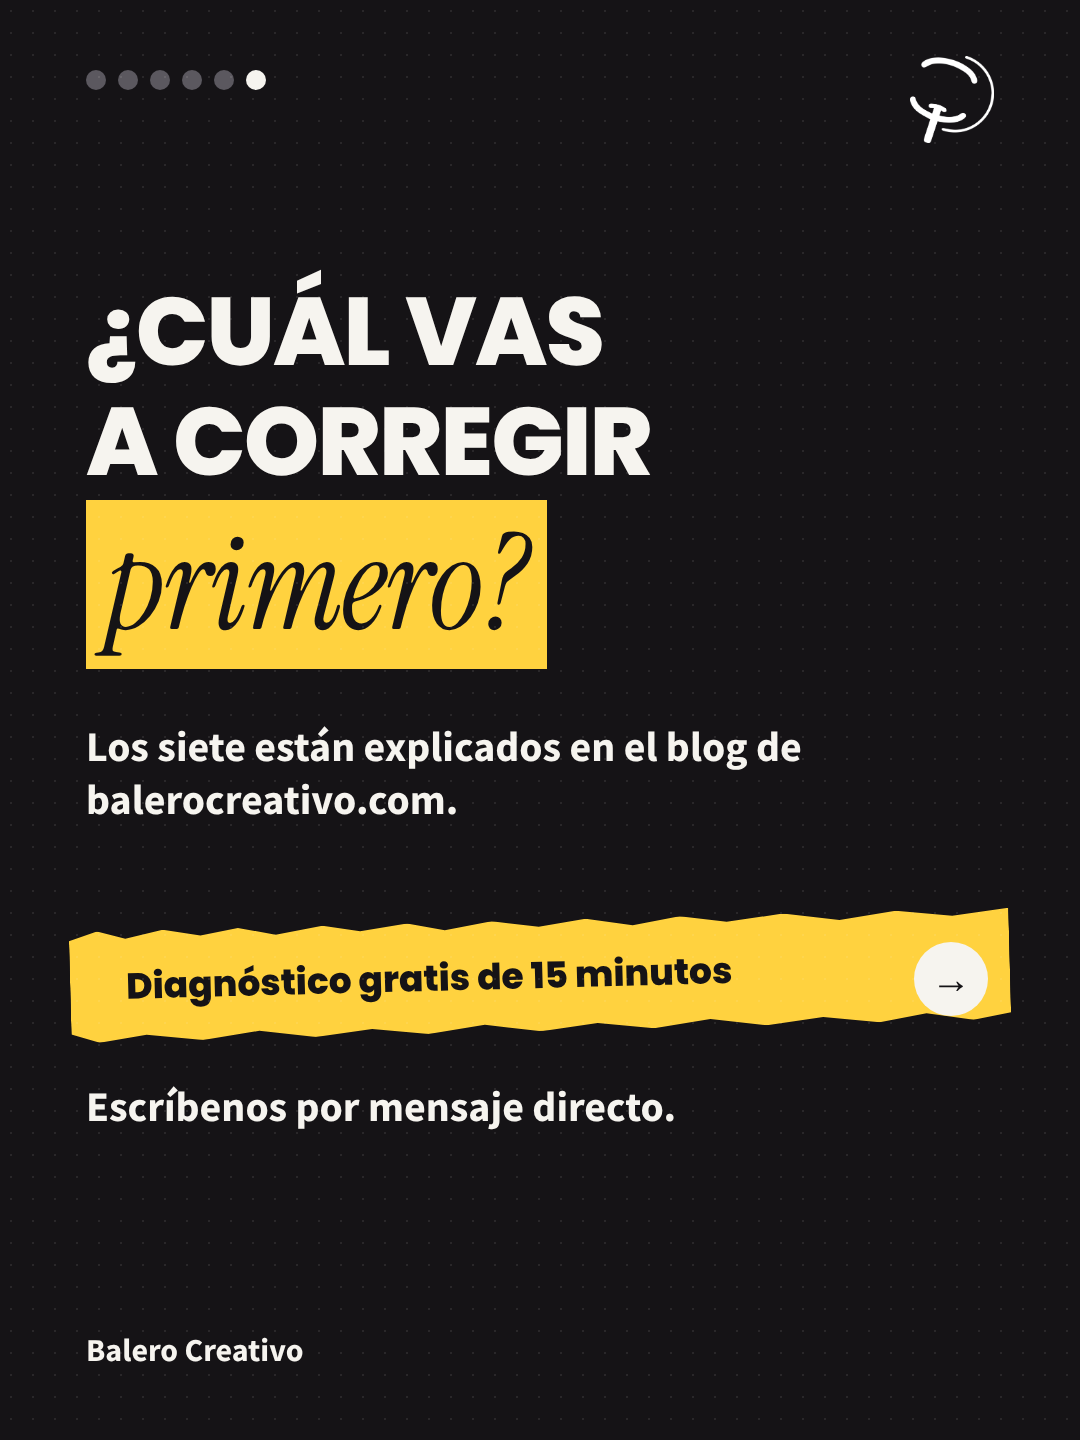 ¿CUÁL VAS
A CORREGIR
primero?
Los siete están explicados en el blog de
balerocreativo.com.
Diagnóstico gratis de 15 minutos →
Escríbenos por mensaje directo.
Balero Creativo